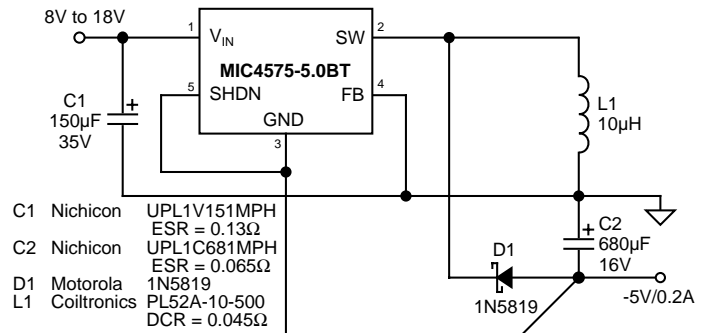 8V to 18V
1
VIN
SW
2
MIC4575-5.0BT
5
SHDN
FB
4
GND
3
C1
150µF
35V
+
L1
10µH
C1 Nichicon UPL1V151MPH
ESR = 0.13Ω
C2 Nichicon UPL1C681MPH
ESR = 0.065Ω
D1 Motorola 1N5819
L1 Coiltronics PL52A-10-500
DCR = 0.045Ω
+
C2
680µF
16V
D1
1N5819
-5V/0.2A